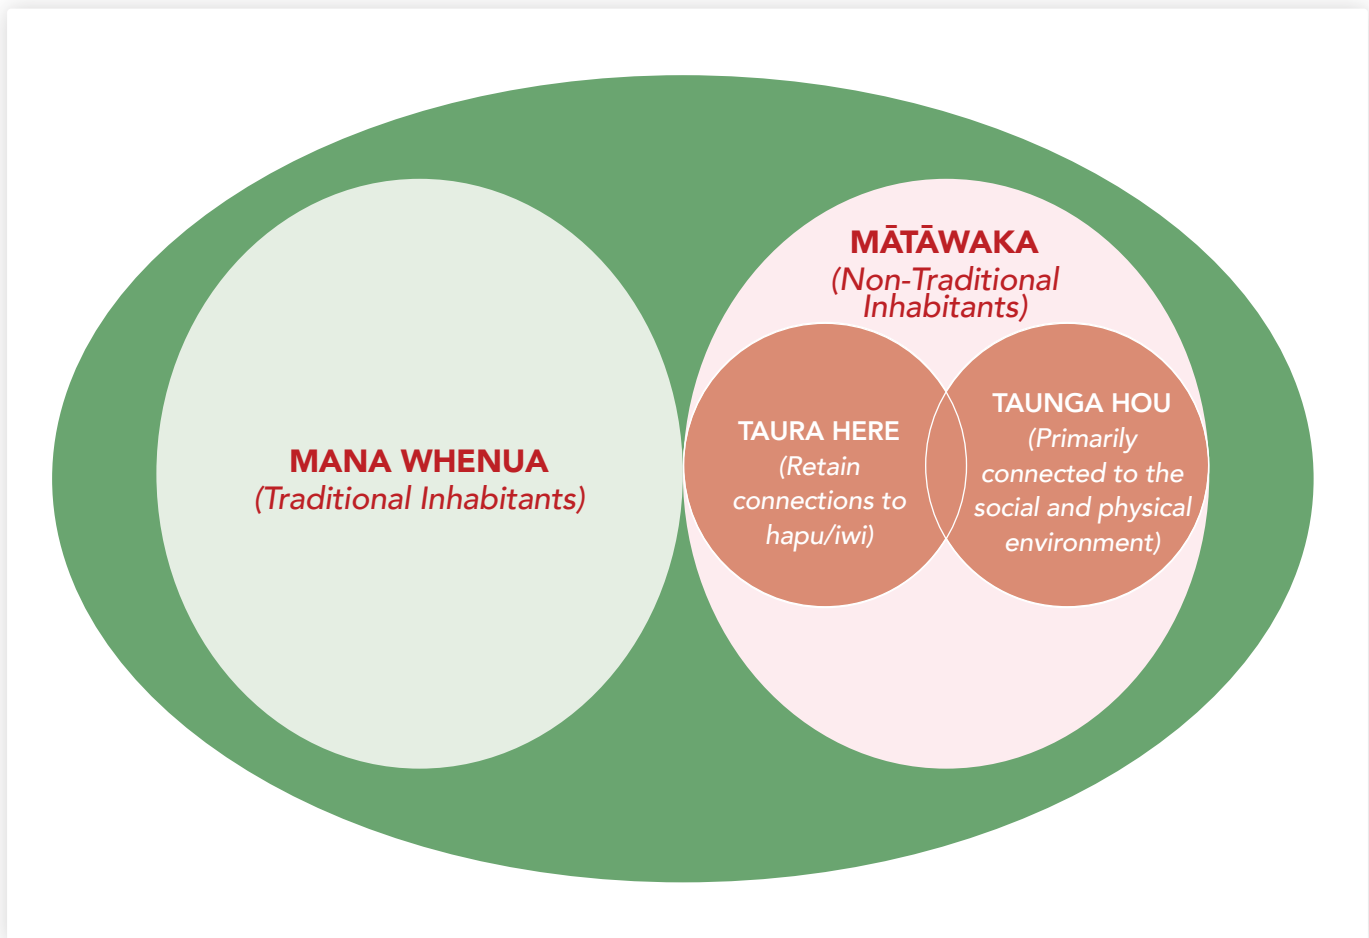 MANA WHENUA
(Traditional Inhabitants)
MĀTĀWAKA
(Non-Traditional
Inhabitants)
TAURA HERE
(Retain
connections to
hapu/iwi)
TAUNGA HOU
(Primarily
connected to the
social and physical
environment)